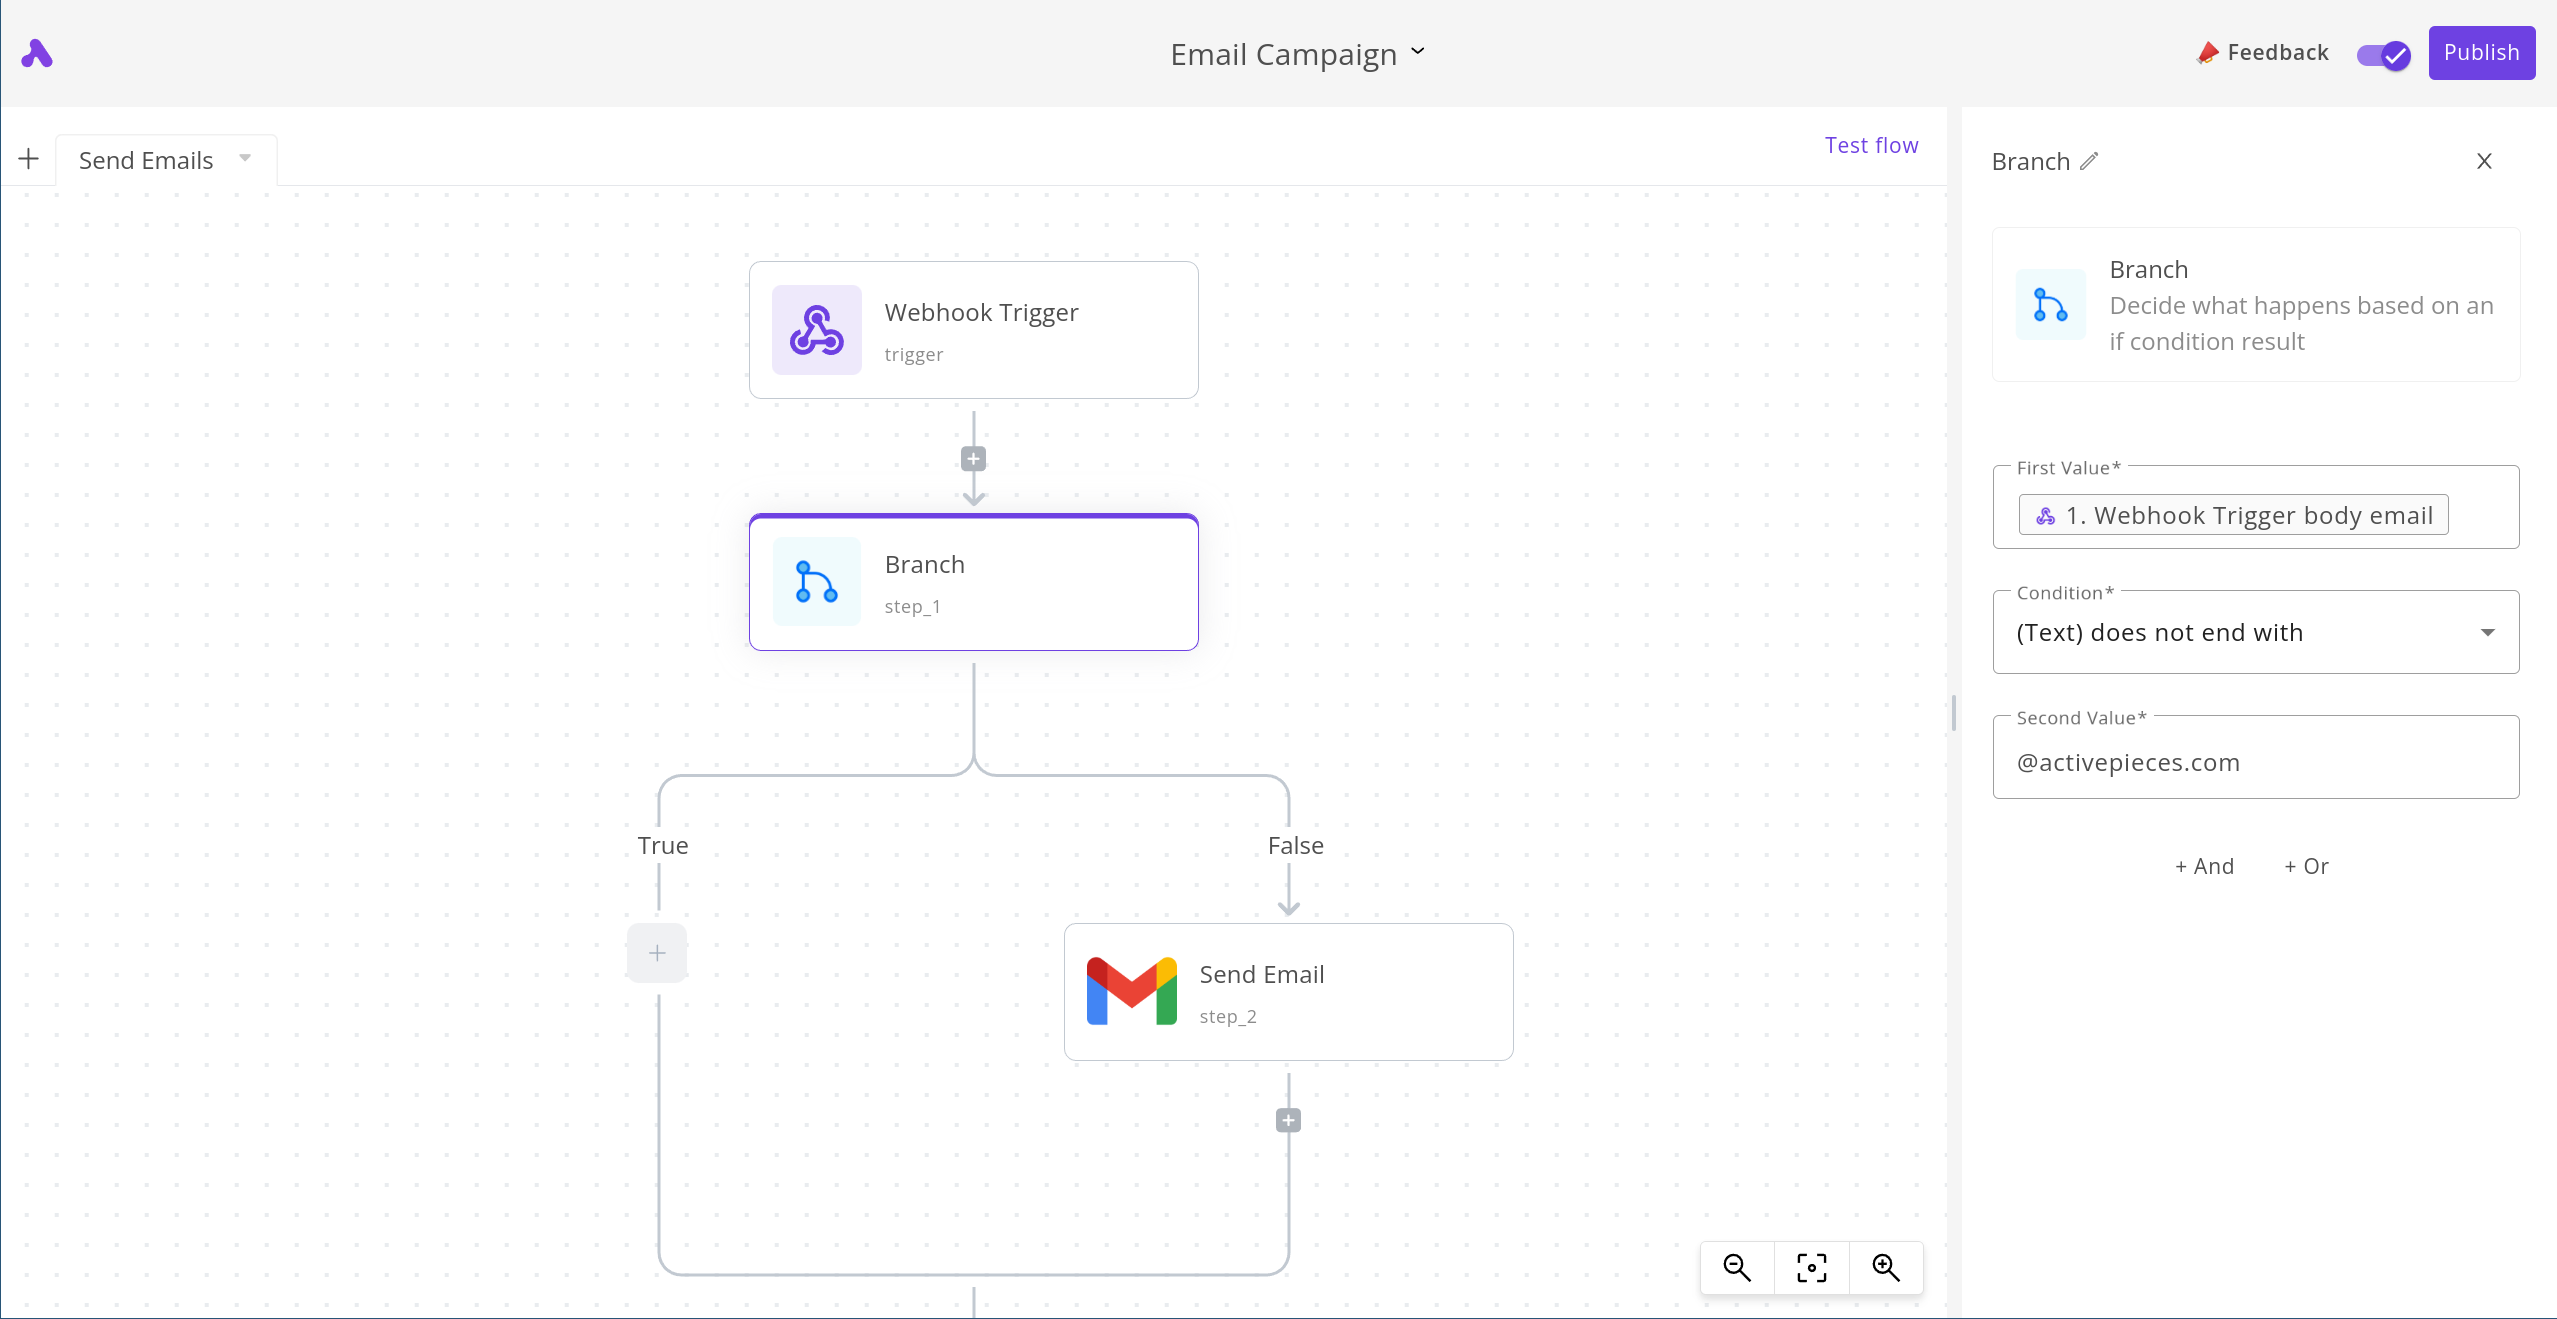 Email Campaign
Feedback
Publish
Send Emails
Test flow
Webhook Trigger
trigger
Branch
step_1
True
False
Send Email
step_2
Branch
X
Branch
Decide what happens based on an
if condition result
First Value*
1. Webhook Trigger body email
Condition*
(Text) does not end with
Second Value*
@activepieces.com
+ And
+ Or